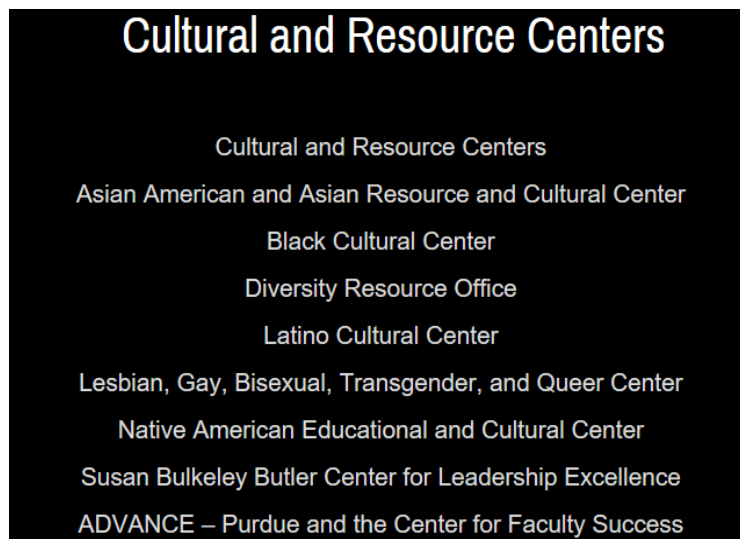 Cultural and Resource Centers
Cultural and Resource Centers
Asian American and Asian Resource and Cultural Center
Black Cultural Center
Diversity Resource Office
Latino Cultural Center
Lesbian, Gay, Bisexual, Transgender, and Queer Center
Native American Educational and Cultural Center
Susan Bulkeley Butler Center for Leadership Excellence
ADVANCE – Purdue and the Center for Faculty Success